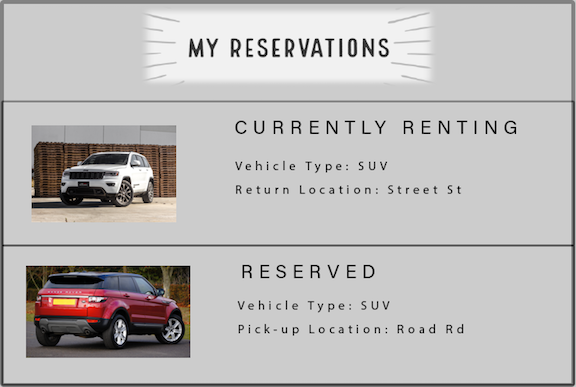 MY RESERVATIONS
CURRENTLY RENTING
Vehicle Type: SUV
Return Location: Street St
RESERVED
Vehicle Type: SUV
Pick-up Location: Road Rd